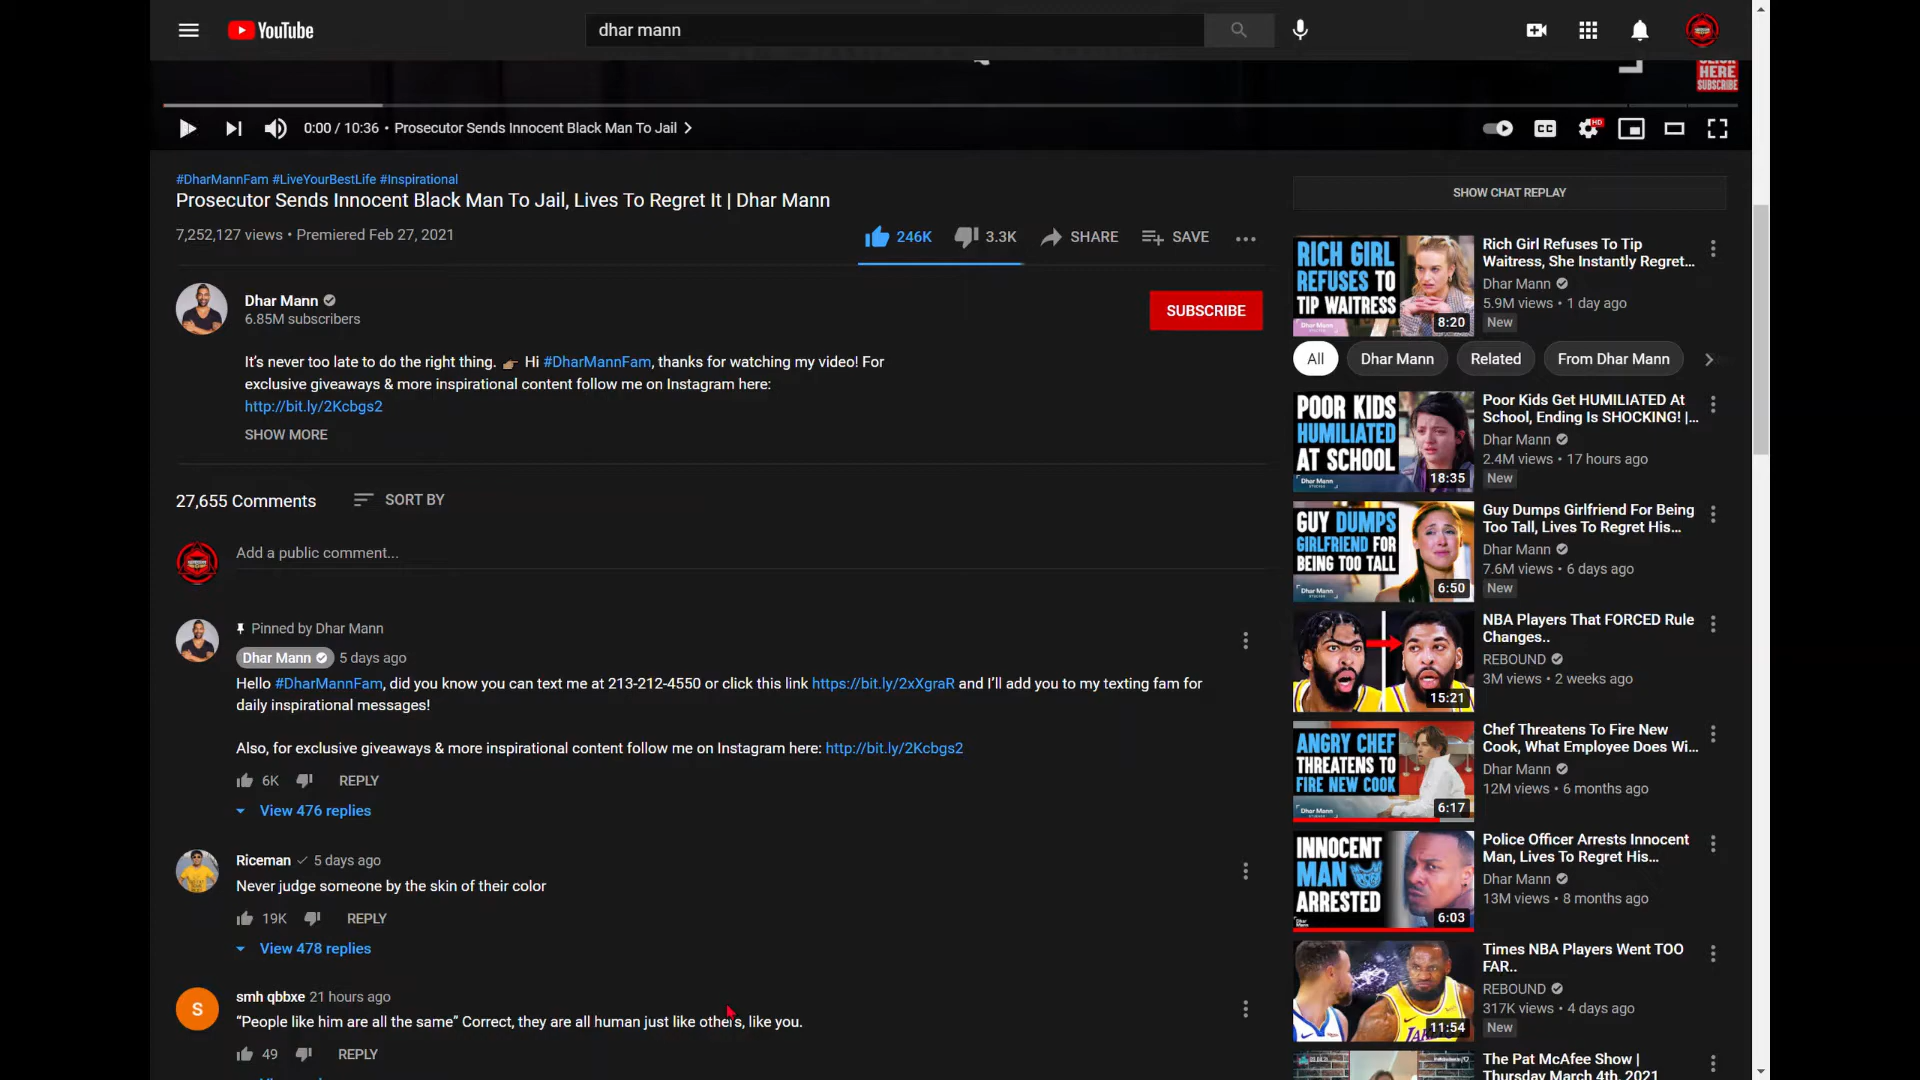 YouTube
dhar mann
CLICK HERE SUBSCRIBE
0:00 / 10:36 • Prosecutor Sends Innocent Black Man To Jail
CC
HD
#DharMannFam #LiveYourBestLife #Inspirational
Prosecutor Sends Innocent Black Man To Jail, Lives To Regret It | Dhar Mann
7,252,127 views • Premiered Feb 27, 2021
246K
3.3K
SHARE
SAVE
Dhar Mann
6.85M subscribers
SUBSCRIBE
It's never too late to do the right thing. Hi #DharMannFam, thanks for watching my video! For
exclusive giveaways & more inspirational content follow me on Instagram here:
http://bit.ly/2Kcbgs2
SHOW MORE
27,655 Comments
SORT BY
Add a public comment...
Pinned by Dhar Mann
Dhar Mann 5 days ago
Hello #DharMannFam, did you know you can text me at 213-212-4550 or click this link https://bit.ly/2xXgraR and I'll add you to my texting fam for
daily inspirational messages!
Also, for exclusive giveaways & more inspirational content follow me on Instagram here: http://bit.ly/2Kcbgs2
6K
REPLY
View 476 replies
Riceman 5 days ago
Never judge someone by the skin of their color
19K
REPLY
View 478 replies
S
smh qbbxe 21 hours ago
“People like him are all the same” Correct, they are all human just like others, like you.
49
REPLY
SHOW CHAT REPLAY
RICH GIRL
REFUSES TO
TIP WAITRESS
Dhar Mann
8:20
Rich Girl Refuses To Tip
Waitress, She Instantly Regret...
Dhar Mann
5.9M views • 1 day ago
New
All
Dhar Mann
Related
From Dhar Mann
POOR KIDS
HUMILIATED
AT SCHOOL
Dhar Mann
18:35
Poor Kids Get HUMILIATED At
School, Ending Is SHOCKING! |...
Dhar Mann
2.4M views • 17 hours ago
New
GUY DUMPS
GIRLFRIEND FOR
BEING TOO TALL
Dhar Mann
6:50
Guy Dumps Girlfriend For Being
Too Tall, Lives To Regret His...
Dhar Mann
7.6M views • 6 days ago
New
15:21
NBA Players That FORCED Rule
Changes..
REBOUND
3M views • 2 weeks ago
ANGRY CHEF
THREATENS TO
FIRE NEW COOK
Dhar Mann
6:17
Chef Threatens To Fire New
Cook, What Employee Does Wi...
Dhar Mann
12M views • 6 months ago
INNOCENT
MAN
ARRESTED
Dhar
Mann
6:03
Police Officer Arrests Innocent
Man, Lives To Regret His...
Dhar Mann
13M views • 8 months ago
11:54
Times NBA Players Went TOO
FAR..
REBOUND
317K views • 4 days ago
New
The Pat McAfee Show |
Thursday March 4th, 2021